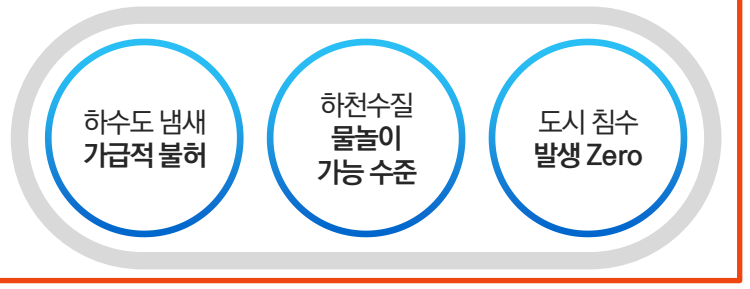 하수도 냄새
가급적 불허
하천수질
물놀이
가능 수준
도시 침수
발생 Zero